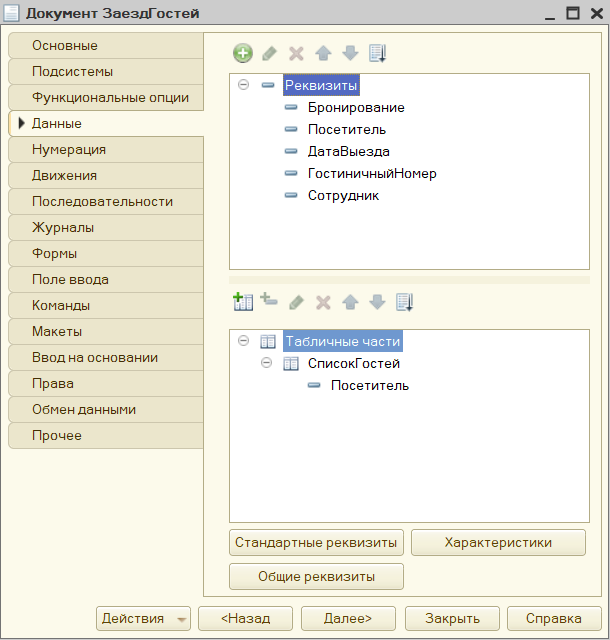 Документ ЗаездГостей
Основные
Подсистемы
Функциональные опции
Данные
Нумерация
Движения
Последовательности
Журналы
Формы
Поле ввода
Команды
Макеты
Ввод на основании
Права
Обмен данными
Прочее
Реквизиты
Бронирование
Посетитель
ДатаВыезда
ГостиничныйНомер
Сотрудник
Табличные части
СписокГостей
Посетитель
Стандартные реквизиты
Характеристики
Общие реквизиты
Действия
<Назад
Далее>
Закрыть
Справка